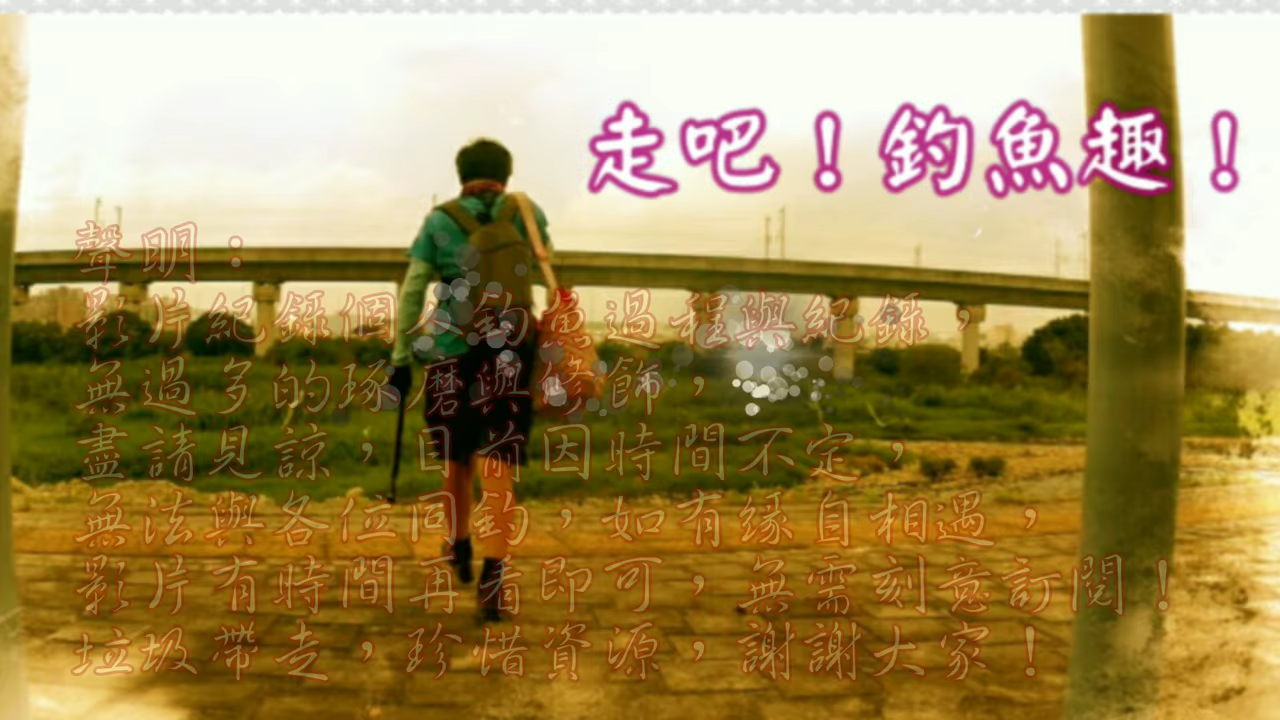 走吧！釣魚趣！
聲明：
影片紀錄個人釣魚過程與紀錄，
無過多的琢磨與修飾，
盡請見諒，目前因時間不定，
無法與各位同釣，如有緣自相遇，
影片有時間再看即可，無需刻意訂閱！
垃圾帶走，珍惜資源，謝謝大家！